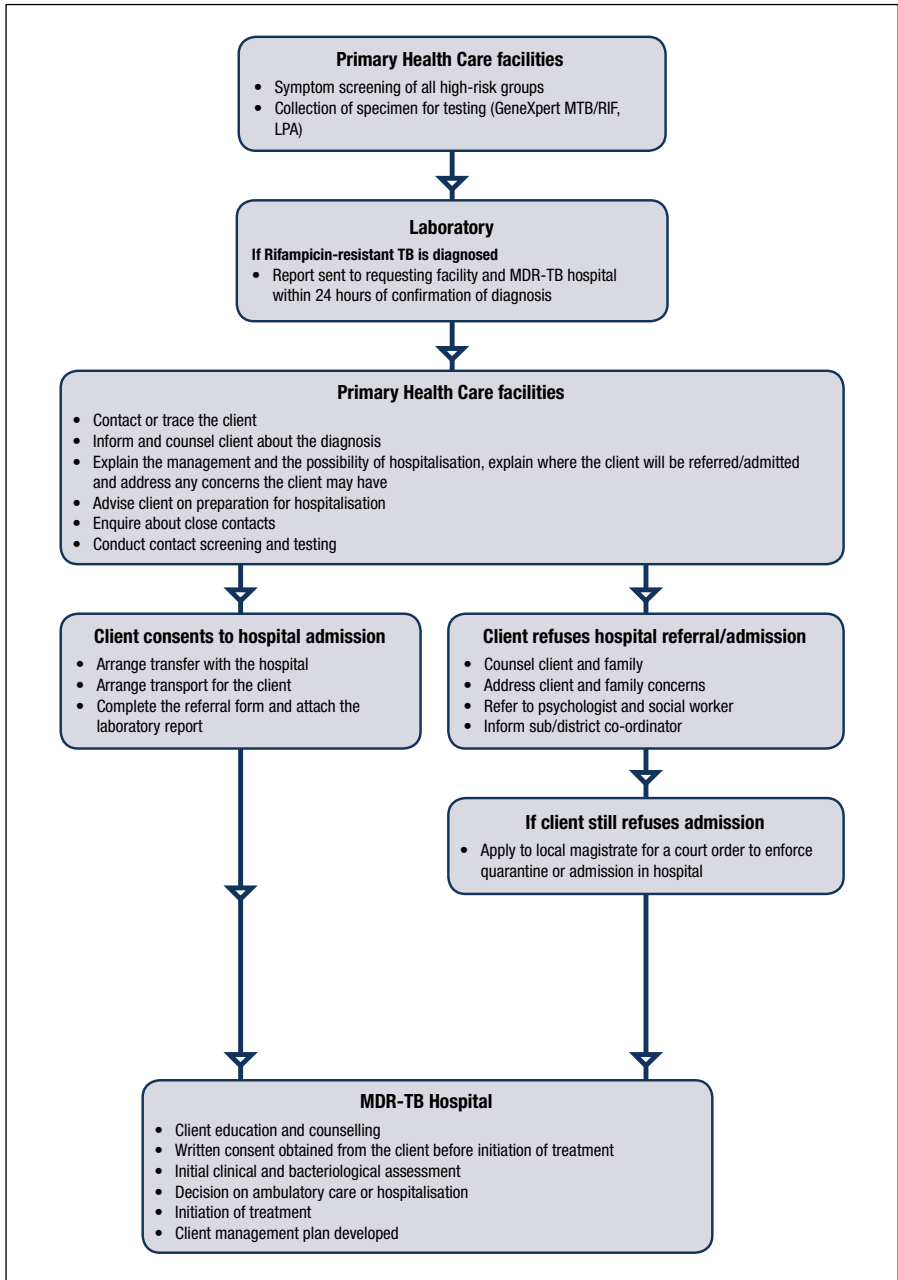 Primary Health Care facilities
• Symptom screening of all high-risk groups
• Collection of specimen for testing (GeneXpert MTB/RIF,
LPA)
Laboratory
If Rifampicin-resistant TB is diagnosed
• Report sent to requesting facility and MDR-TB hospital
within 24 hours of confirmation of diagnosis
Primary Health Care facilities
• Contact or trace the client
• Inform and counsel client about the diagnosis
• Explain the management and the possibility of hospitalisation, explain where the client will be referred/admitted
and address any concerns the client may have
• Advise client on preparation for hospitalisation
• Enquire about close contacts
• Conduct contact screening and testing
Client consents to hospital admission
• Arrange transfer with the hospital
• Arrange transport for the client
• Complete the referral form and attach the
laboratory report
Client refuses hospital referral/admission
• Counsel client and family
• Address client and family concerns
• Refer to psychologist and social worker
• Inform sub/district co-ordinator
If client still refuses admission
• Apply to local magistrate for a court order to enforce
quarantine or admission in hospital
MDR-TB Hospital
• Client education and counselling
• Written consent obtained from the client before initiation of treatment
• Initial clinical and bacteriological assessment
• Decision on ambulatory care or hospitalisation
• Initiation of treatment
• Client management plan developed